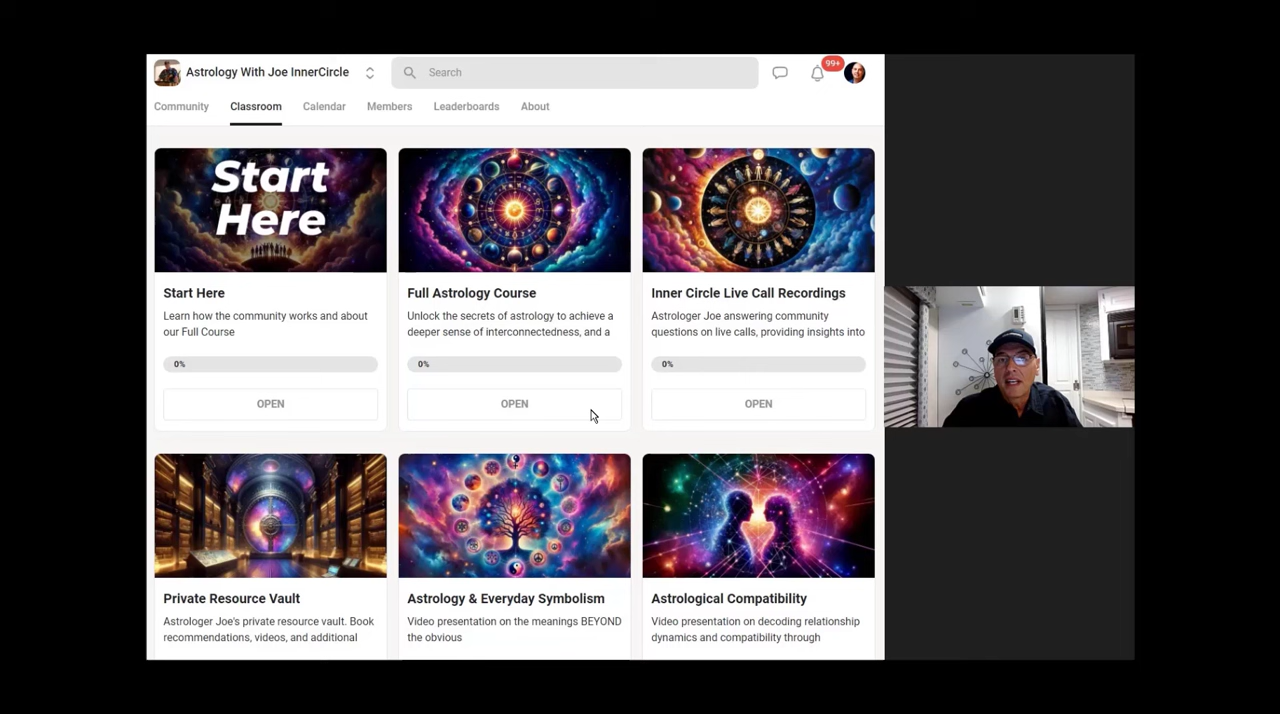 Astrology With Joe InnerCircle
Search
99+
Community
Classroom
Calendar
Members
Leaderboards
About
Start
Here
Start Here
Learn how the community works and about
our Full Course
0%
OPEN
Full Astrology Course
Unlock the secrets of astrology to achieve a
deeper sense of interconnectedness, and a
0%
OPEN
Inner Circle Live Call Recordings
Astrologer Joe answering community
questions on live calls, providing insights into
0%
OPEN
Private Resource Vault
Astrologer Joe's private resource vault. Book
recommendations, videos, and additional
Astrology & Everyday Symbolism
Video presentation on the meanings BEYOND
the obvious
Astrological Compatibility
Video presentation on decoding relationship
dynamics and compatibility through